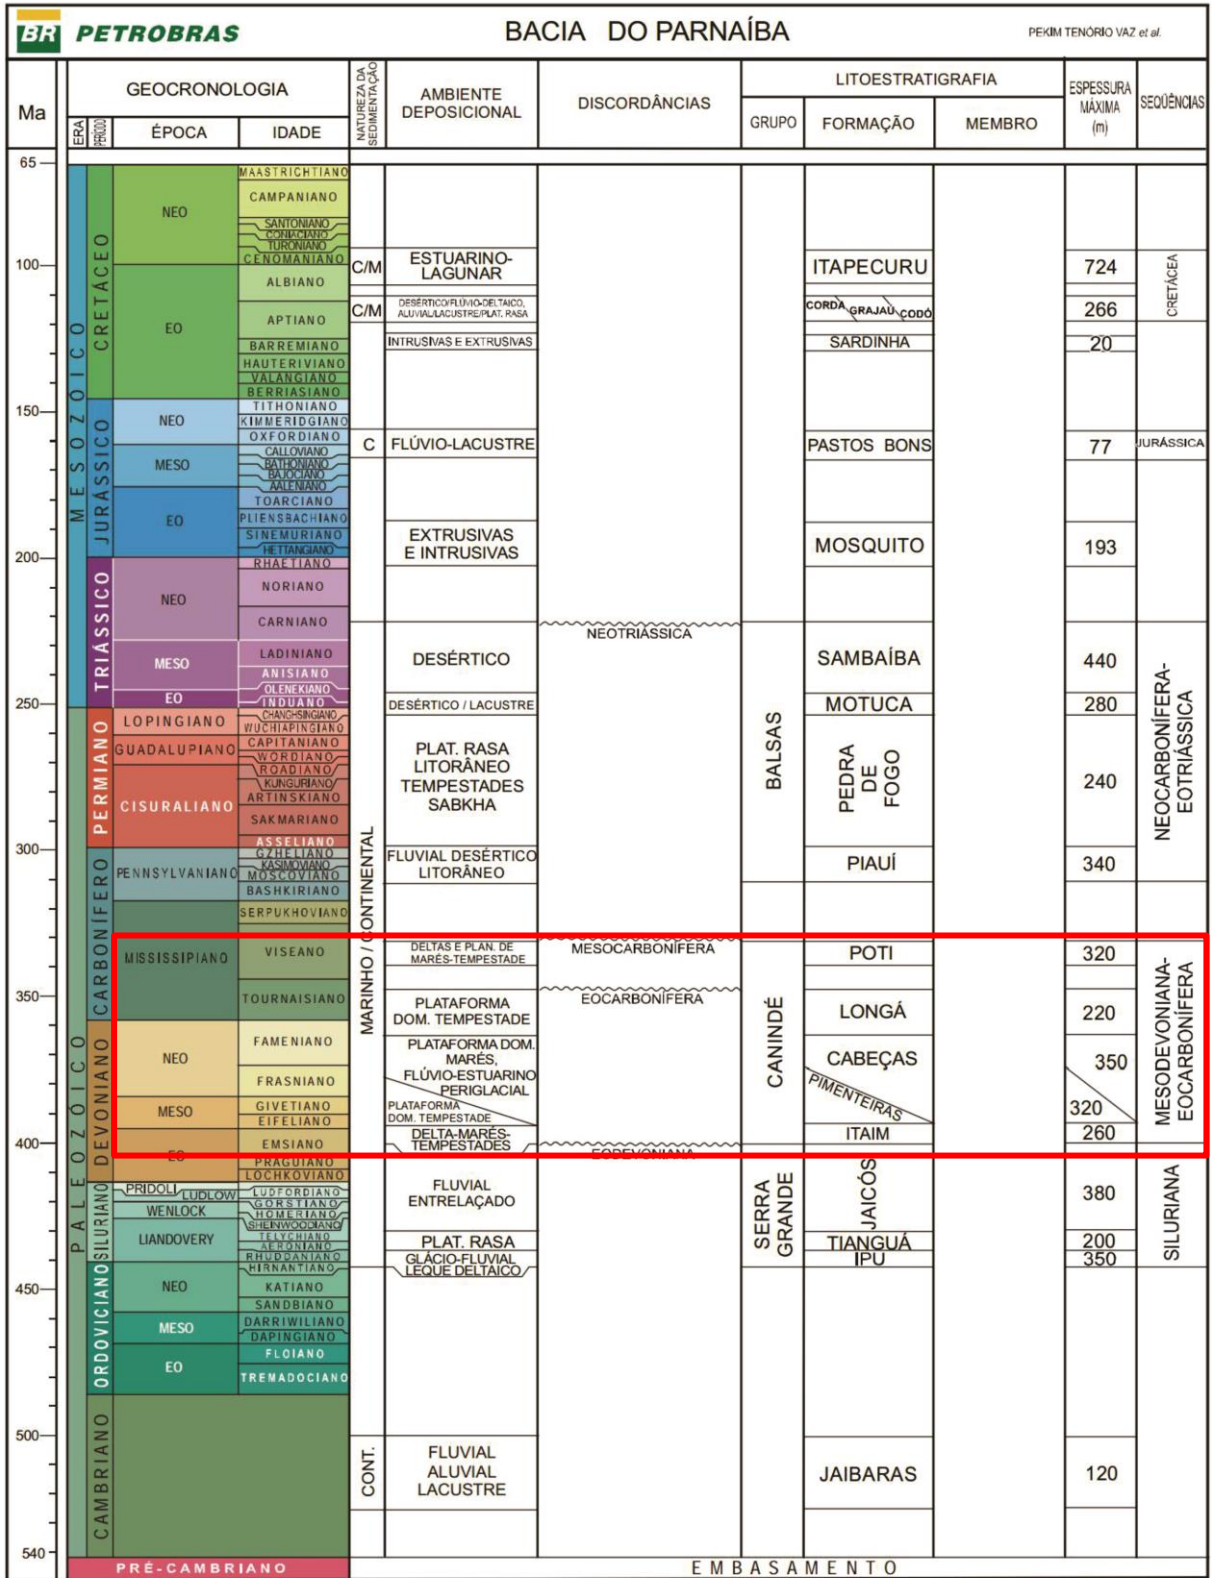 BR PETROBRAS
BACIA DO PARNAÍBA
PEKIM TENÓRIO VAZ et al.
Ma
GEOCRONOLOGIA
ERA
PERÍODO
ÉPOCA
IDADE
NATUREZA DA SEDIMENTAÇÃO
AMBIENTE
DEPOSICIONAL
DISCORDÂNCIAS
LITOESTRATIGRAFIA
GRUPO
FORMAÇÃO
MEMBRO
ESPESSURA
MÁXIMA
(m)
SEQÜÊNCIAS
65
100
150
200
250
300
350
400
450
500
540
MESOZÓICO
PALEOZÓICO
CRETÁCEO
JURÁSSICO
TRIÁSSICO
PERMIANO
CARBONÍFERO
DEVONIANO
SILURIANO
ORDOVICIANO
CAMBRIANO
NEO
EO
NEO
MESO
EO
NEO
MESO
EO
LOPINGIANO
GUADALUPIANO
CISURALIANO
PENNSYLVANIANO
MISSISSIPIANO
NEO
MESO
EO
PRIDOLI
LUDLOW
WENLOCK
LIANDOVERY
NEO
MESO
EO
MAASTRICHTIANO
CAMPANIANO
SANTONIANO
CONIACIANO
TURONIANO
CENOMANIANO
ALBIANO
APTIANO
BARREMIANO
HAUTERIVIANO
VALANGIANO
BERRIASIANO
TITHONIANO
KIMMERIDGIANO
OXFORDIANO
CALLOVIANO
BATHONIANO
BAJOCIANO
AALENIANO
TOARCIANO
PLIENSBACHIANO
SINEMURIANO
HETTANGIANO
RHAETIANO
NORIANO
CARNIANO
LADINIANO
ANISIANO
OLENEKIANO
INDUANO
CHANGHSINGIANO
WUCHIAPINGIANO
CAPITANIANO
WORDIANO
ROADIANO
KUNGURIANO
ARTINSKIANO
SAKMARIANO
ASSELIANO
GZHELIANO
KASIMOVIANO
MOSCOVIANO
BASHKIRIANO
SERPUKHOVIANO
VISEANO
TOURNAISIANO
FAMENIANO
FRASNIANO
GIVETIANO
EIFELIANO
EMSIANO
PRAGUIANO
LOCHKOVIANO
LUDFORDIANO
GORSTIANO
HOMERIANO
SHEINWOODIANO
TELYCHIANO
AERONIANO
RHUDDANIANO
HIRNANTIANO
KATIANO
SANDBIANO
DARRIWILIANO
DAPINGIANO
FLOIANO
TREMADOCIANO
C/M
C/M
C
MARINHO / CONTINENTAL
CONT.
ESTUARINO-
LAGUNAR
DESÉRTICO/FLÚVIO-DELTAICO,
ALUVIAL/LACUSTRE/PLAT. RASA
INTRUSIVAS E EXTRUSIVAS
FLÚVIO-LACUSTRE
EXTRUSIVAS
E INTRUSIVAS
DESÉRTICO
DESÉRTICO / LACUSTRE
PLAT. RASA
LITORÂNEO
TEMPESTADES
SABKHA
FLUVIAL DESÉRTICO
LITORÂNEO
DELTAS E PLAN. DE
MARÉS-TEMPESTADE
PLATAFORMA
DOM. TEMPESTADE
PLATAFORMA DOM.
MARÉS,
FLÚVIO-ESTUARINO
PERIGLACIAL
PLATAFORMA
DOM. TEMPESTADE
DELTA-MARÉS-
TEMPESTADES
FLUVIAL
ENTRELAÇADO
PLAT. RASA
GLÁCIO-FLUVIAL
LEQUE DELTAICO
FLUVIAL
ALUVIAL
LACUSTRE
NEOTRIÁSSICA
MESOCARBONÍFERA
EOCARBONÍFERA
EODEVONIANA
BALSAS
CANINDÉ
SERRA
GRANDE
ITAPECURU
CORDA GRAJAÚ CODÓ
SARDINHA
PASTOS BONS
MOSQUITO
SAMBAÍBA
MOTUCA
PEDRA
DE
FOGO
PIAUÍ
POTI
LONGÁ
CABEÇAS
PIMENTEIRAS
ITAIM
JAICÓS
TIANGUÁ
IPU
JAIBARAS
724
266
20
77
193
440
280
240
340
320
220
350
320
260
380
200
350
120
CRETÁCEA
JURÁSSICA
NEOCARBONÍFERA-
EOTRIÁSSICA
MESODEVONIANA-
EOCARBONÍFERA
SILURIANA
PRÉ-CAMBRIANO
EMBASAMENTO